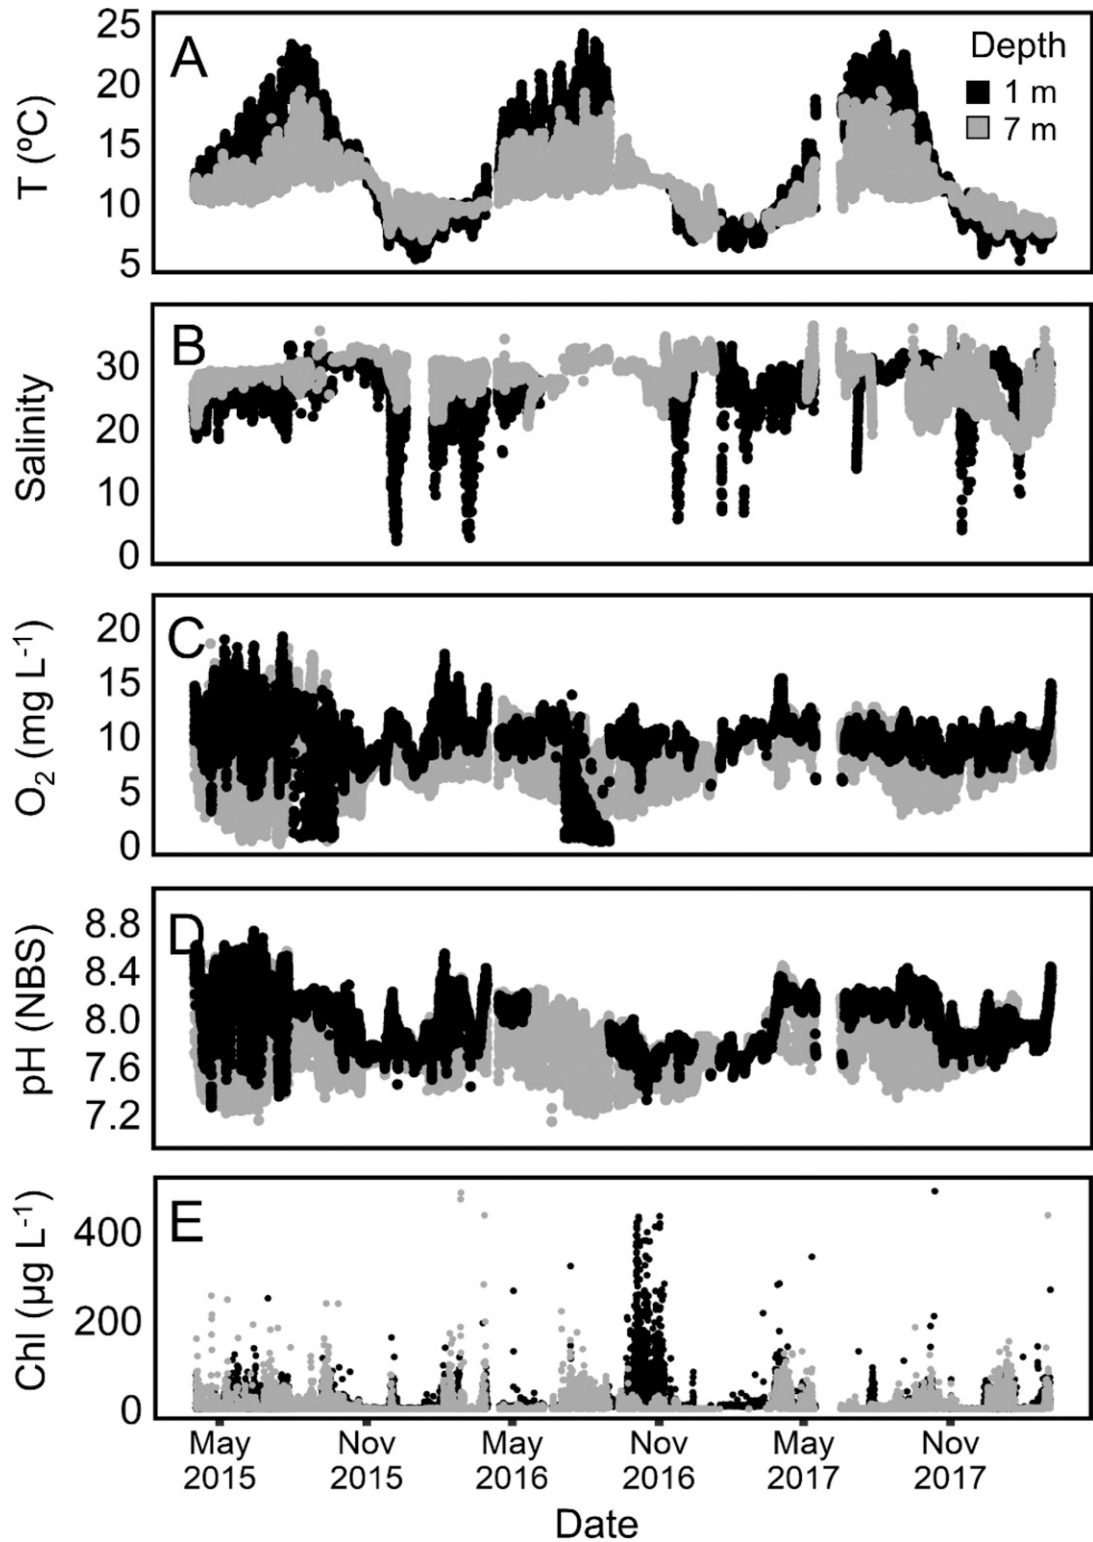 A
T (ºC)
25
20
15
10
5
Depth
1 m
7 m
B
Salinity
30
20
10
0
C
O₂ (mg L⁻¹)
20
15
10
5
0
D
pH (NBS)
8.8
8.4
8.0
7.6
7.2
E
Chl (µg L⁻¹)
400
200
0
May Nov May Nov May Nov
2015 2015 2016 2016 2017 2017
Date